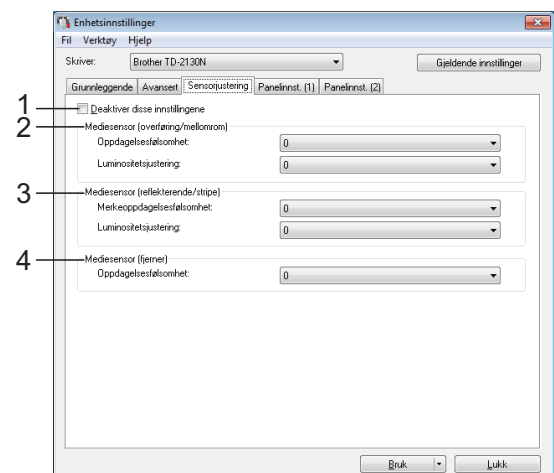 Enhetsinnstillinger
Fil Verktøy Hjelp
Skriver: Brother TD-2130N Gjeldende innstillinger
Grunnleggende Avansert Sensorjustering Panelinnst. (1) Panelinnst. (2)
1 Deaktiver disse innstillingene
2 Mediesensor (overføring/mellomrom)
Oppdagelsesfølsomhet: 0
Luminositetsjustering: 0
3 Mediesensor (reflekterende/stripe)
Merkeoppdagelsesfølsomhet: 0
Luminositetsjustering: 0
4 Mediesensor (fjerner)
Oppdagelsesfølsomhet: 0
Bruk Lukk